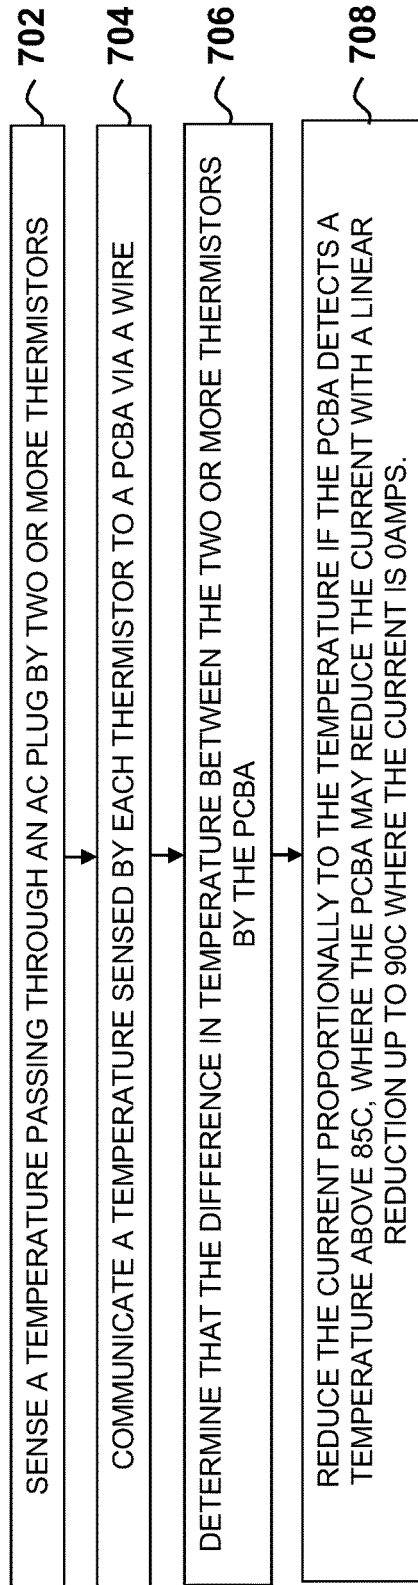 SENSE A TEMPERATURE PASSING THROUGH AN AC PLUG BY TWO OR MORE THERMISTORS
702
COMMUNICATE A TEMPERATURE SENSED BY EACH THERMISTOR TO A PCBA VIA A WIRE
704
DETERMINE THAT THE DIFFERENCE IN TEMPERATURE BETWEEN THE TWO OR MORE THERMISTORS
BY THE PCBA
706
REDUCE THE CURRENT PROPORTIONALLY TO THE TEMPERATURE IF THE PCBA DETECTS A
TEMPERATURE ABOVE 85C, WHERE THE PCBA MAY REDUCE THE CURRENT WITH A LINEAR
REDUCTION UP TO 90C WHERE THE CURRENT IS 0AMPS.
708